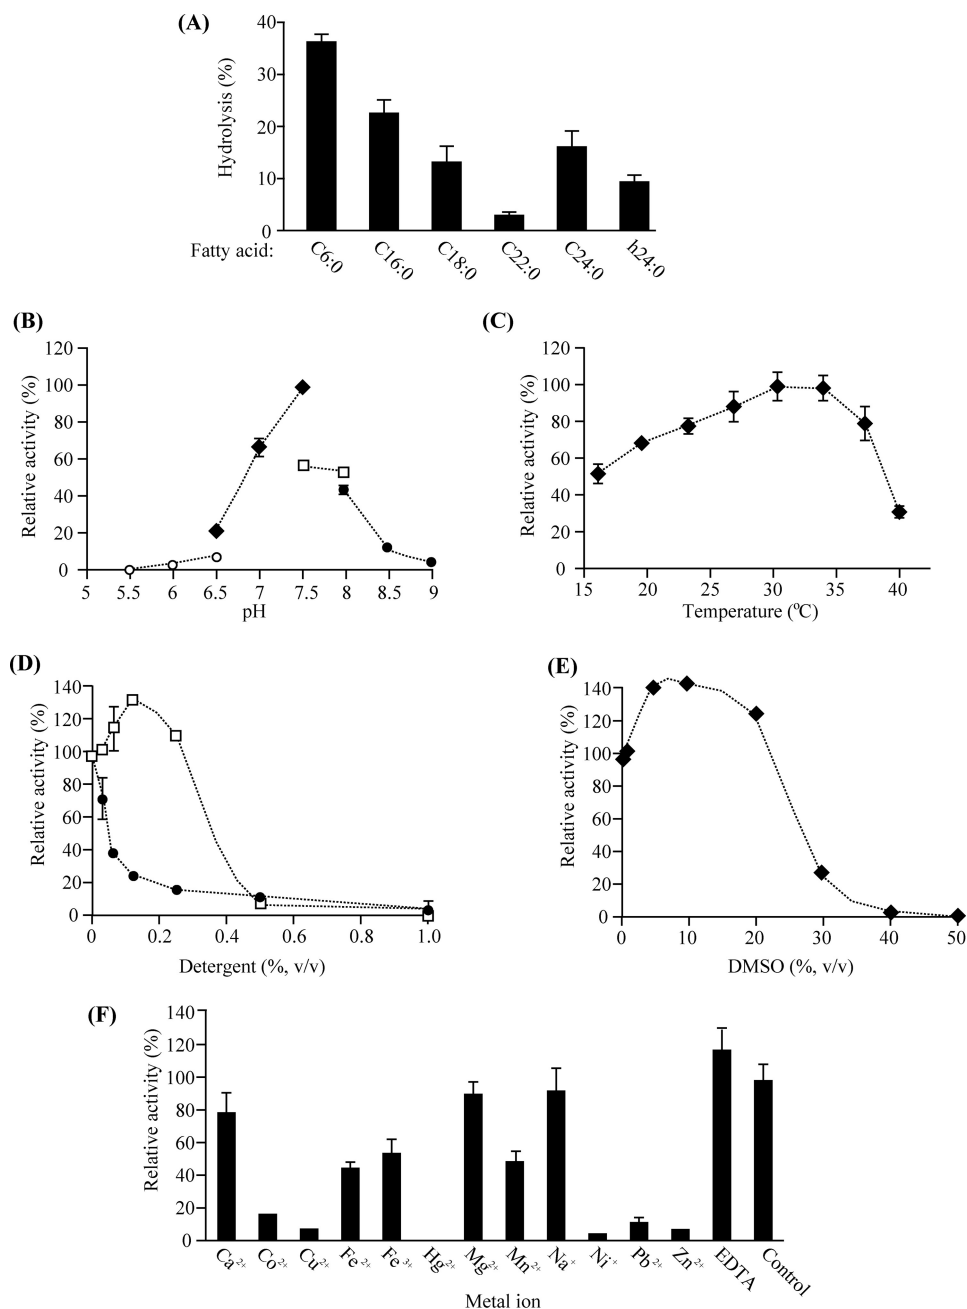 (A)
40
30
20
10
0
Hydrolysis (%)
Fatty acid:
C6:0
C16:0
C18:0
C22:0
C24:0
h24:0
(B)
120
100
80
60
40
20
0
Relative activity (%)
5 5.5 6 6.5 7 7.5 8 8.5 9
pH
(C)
120
100
80
60
40
20
0
Relative activity (%)
15 20 25 30 35 40
Temperature (ºC)
(D)
140
120
100
80
60
40
20
0
Relative activity (%)
0 0.2 0.4 0.6 0.8 1.0
Detergent (%, v/v)
(E)
140
120
100
80
60
40
20
0
Relative activity (%)
0 10 20 30 40 50
DMSO (%, v/v)
(F)
140
120
100
80
60
40
20
0
Relative activity (%)
Ca²⁺
Co²⁺
Cu²⁺
Fe²⁺
Fe³⁺
Hg²⁺
Mg²⁺
Mn²⁺
Na⁺
Ni⁺
Pb²⁺
Zn²⁺
EDTA
Control
Metal ion